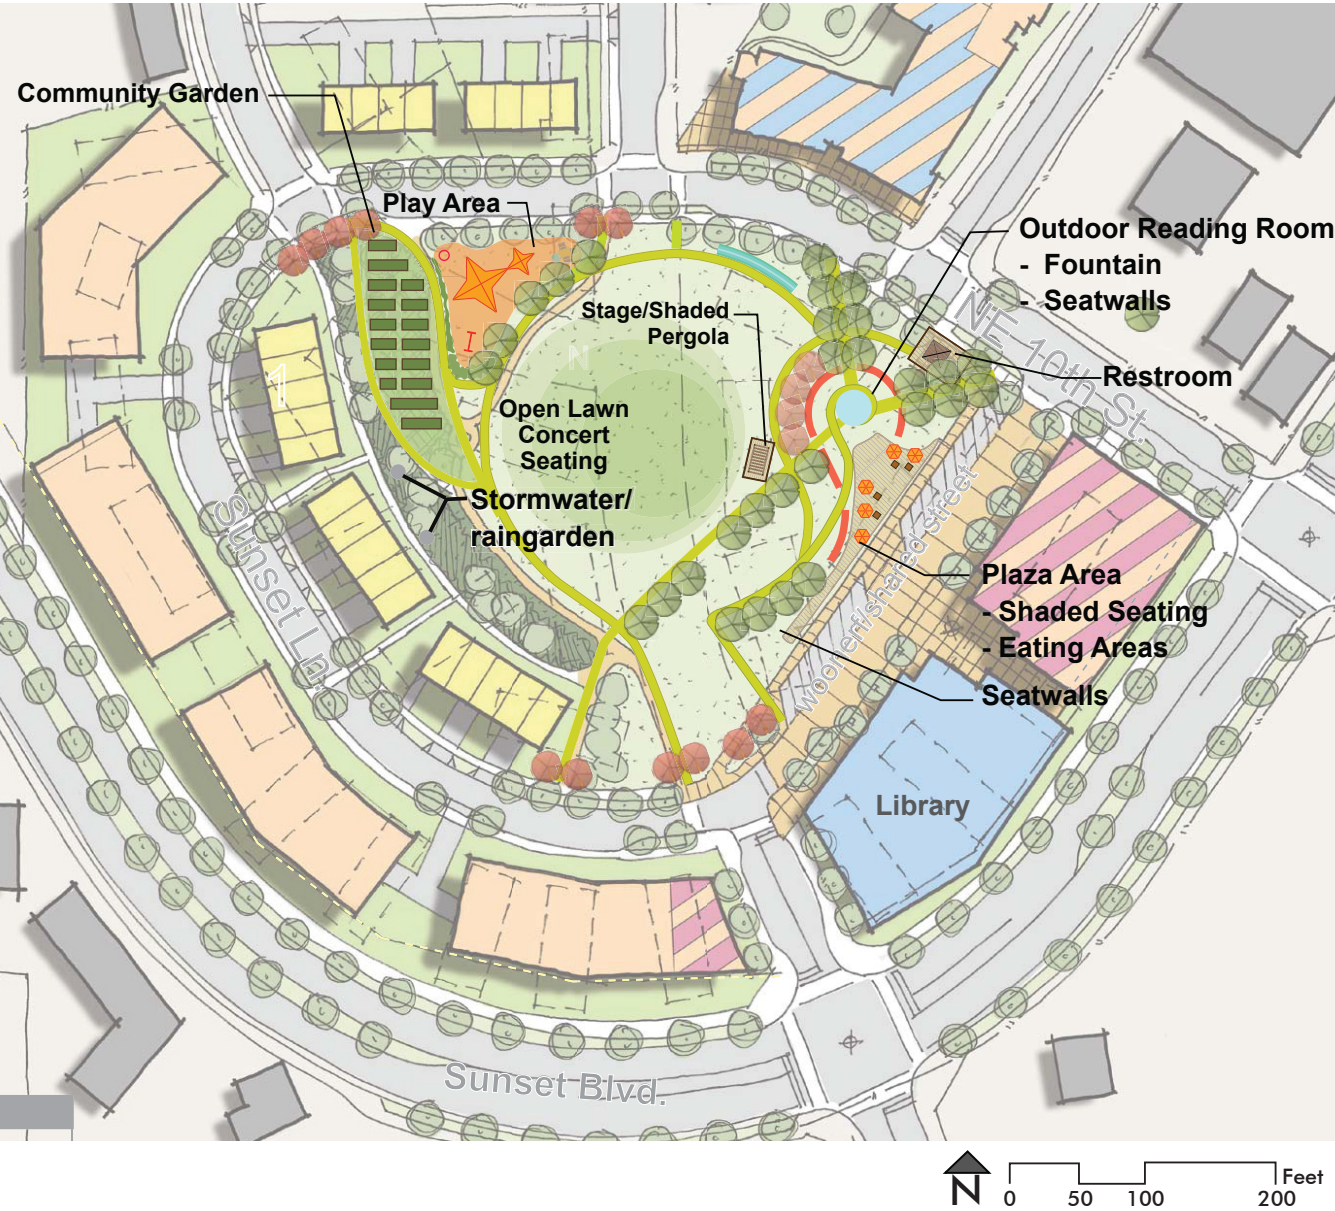 Community Garden
Play Area
Outdoor Reading Room
- Fountain
- Seatwalls
Stage/Shaded
Pergola
NE 10th St.
Restroom
Open Lawn
Concert
Seating
Stormwater/
raingarden
Sunset Ln.
woonerf/shared street
Plaza Area
- Shaded Seating
- Eating Areas
Seatwalls
Library
Sunset Blvd.
1
N
N
0 50 100 200 Feet